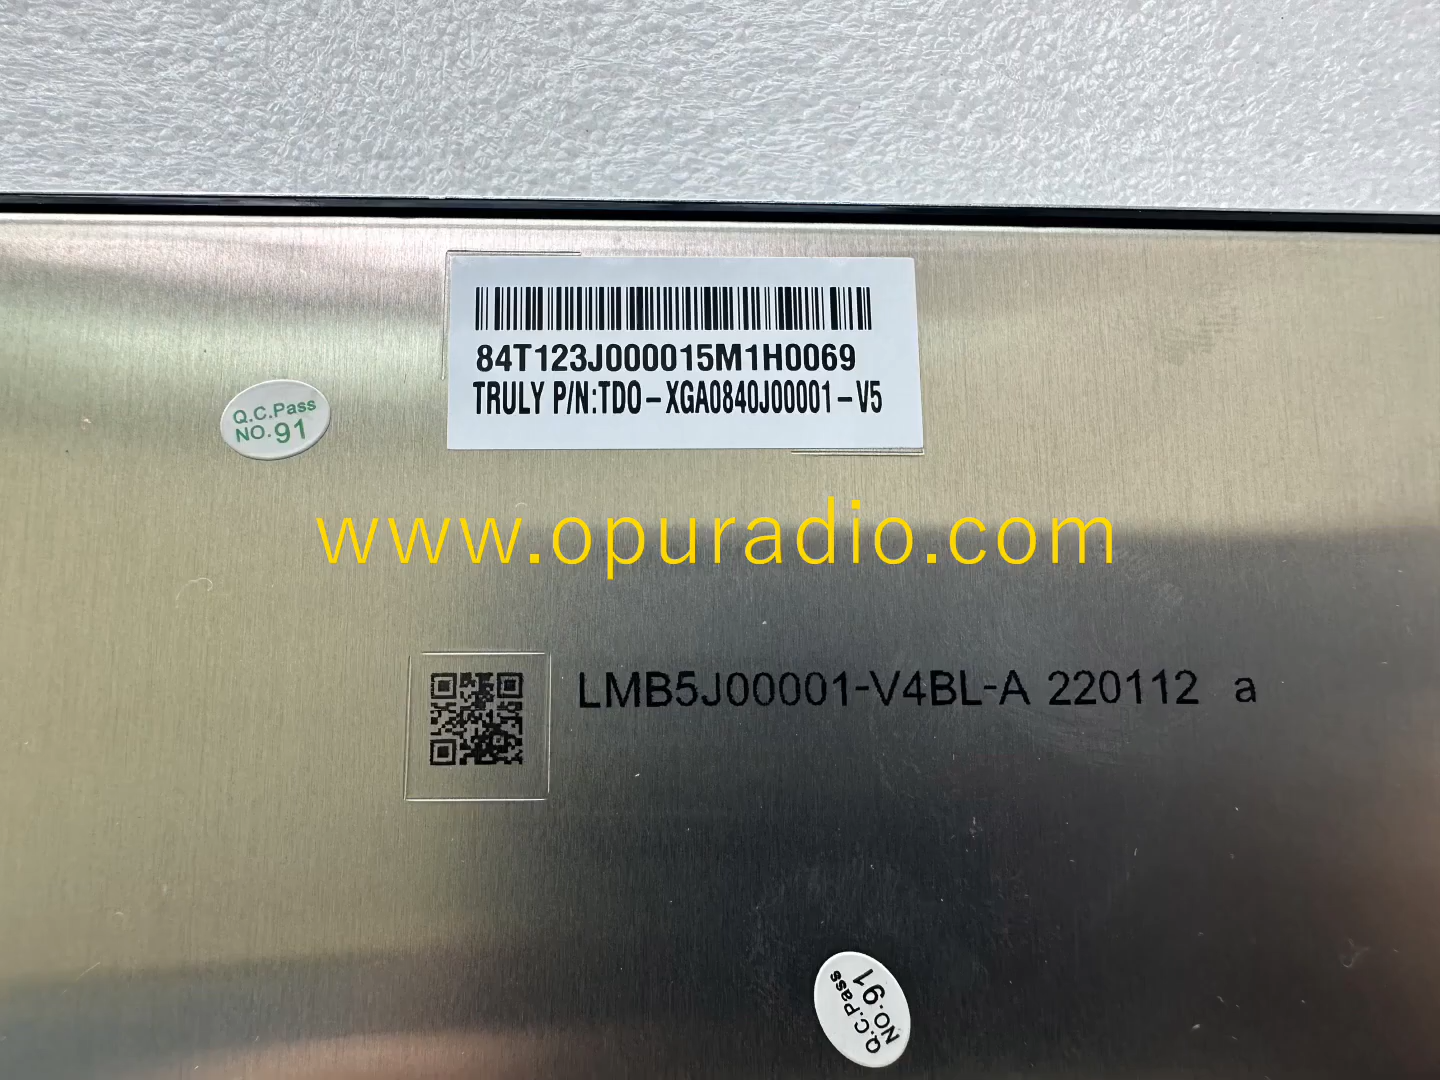 84T123J000015M1H0069
TRULY P/N:TDO-XGA0840J00001-V5
Q.C.Pass
NO.91
www.opuradio.com
LMB5J00001-V4BL-A 220112 a
Q.C.Pass
NO.91